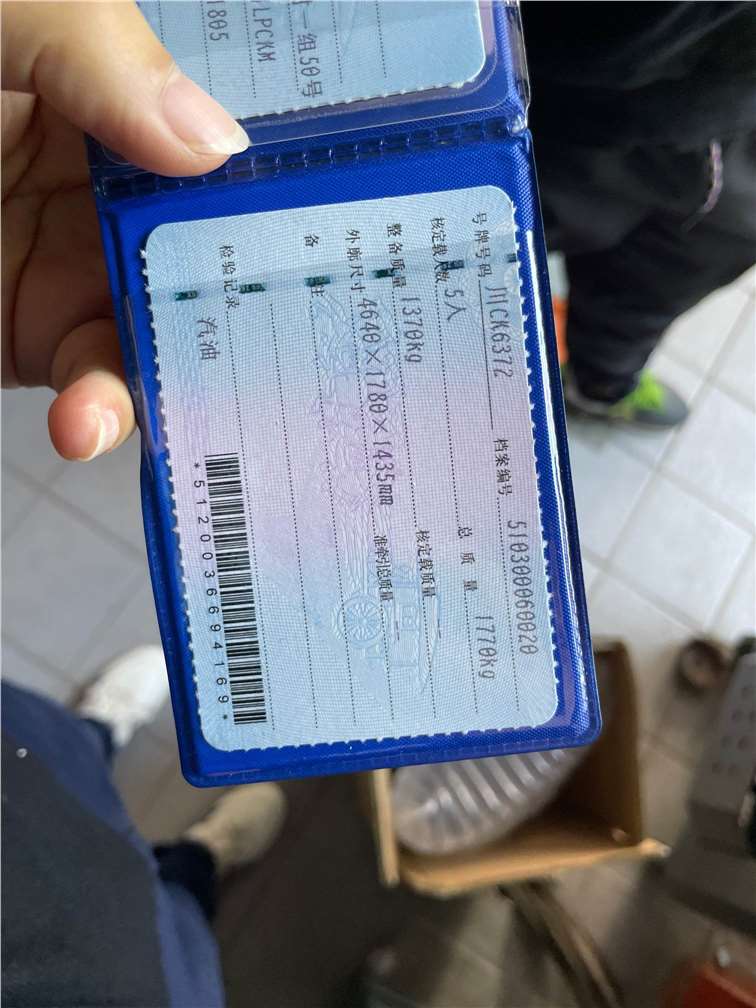 一组50号
LPCKM
1805
号牌号码 川CK6372 档案编号 510300060020
核定载人数 5人 总质量 1770kg
整备质量 1370kg 核定载质量 --
外廓尺寸 4640×1780×1435mm 准牵引总质量 --
备注
检验记录
汽油
*5120036694169*